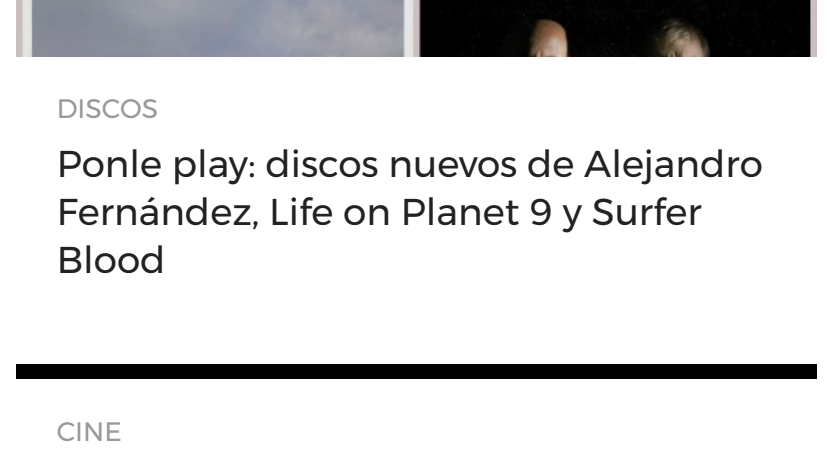 DISCOS
Ponle play: discos nuevos de Alejandro
Fernández, Life on Planet 9 y Surfer
Blood
CINE